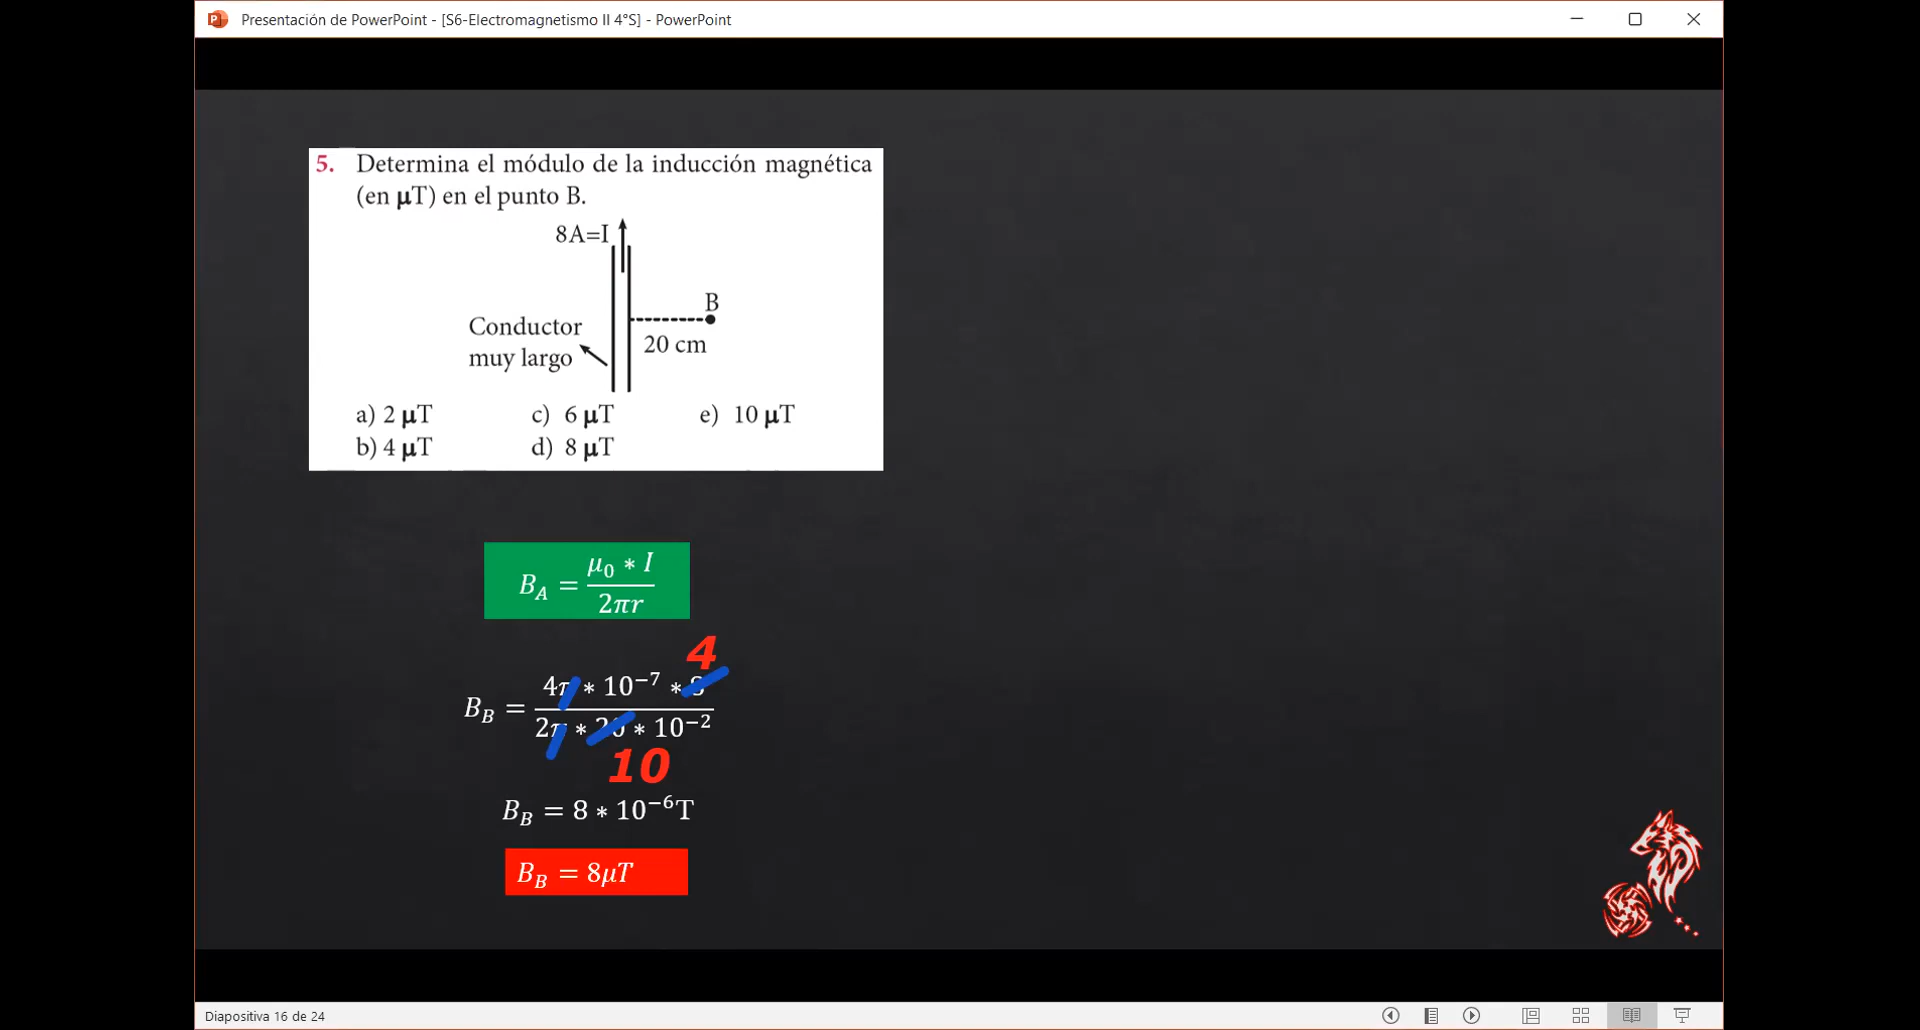 Presentación de PowerPoint - [S6-Electromagnetismo II 4°S] - PowerPoint
5. Determina el módulo de la inducción magnética
(en μT) en el punto B.
8A=I
B
Conductor
muy largo
20 cm
a) 2 μT c) 6 μT e) 10 μT
b) 4 μT d) 8 μT
B_A = μ₀ * I / 2πr
4
B_B = 4π * 10⁻⁷ * 8 / 2π * 20 * 10⁻²
10
B_B = 8 * 10⁻⁶T
B_B = 8μT
Diapositiva 16 de 24